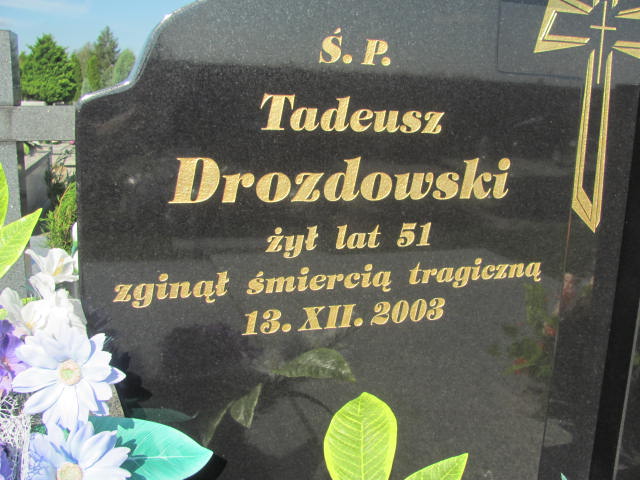 Ś. P.
Tadeusz
Drozdowski
żył lat 51
zginął śmiercią tragiczną
13. XII. 2003